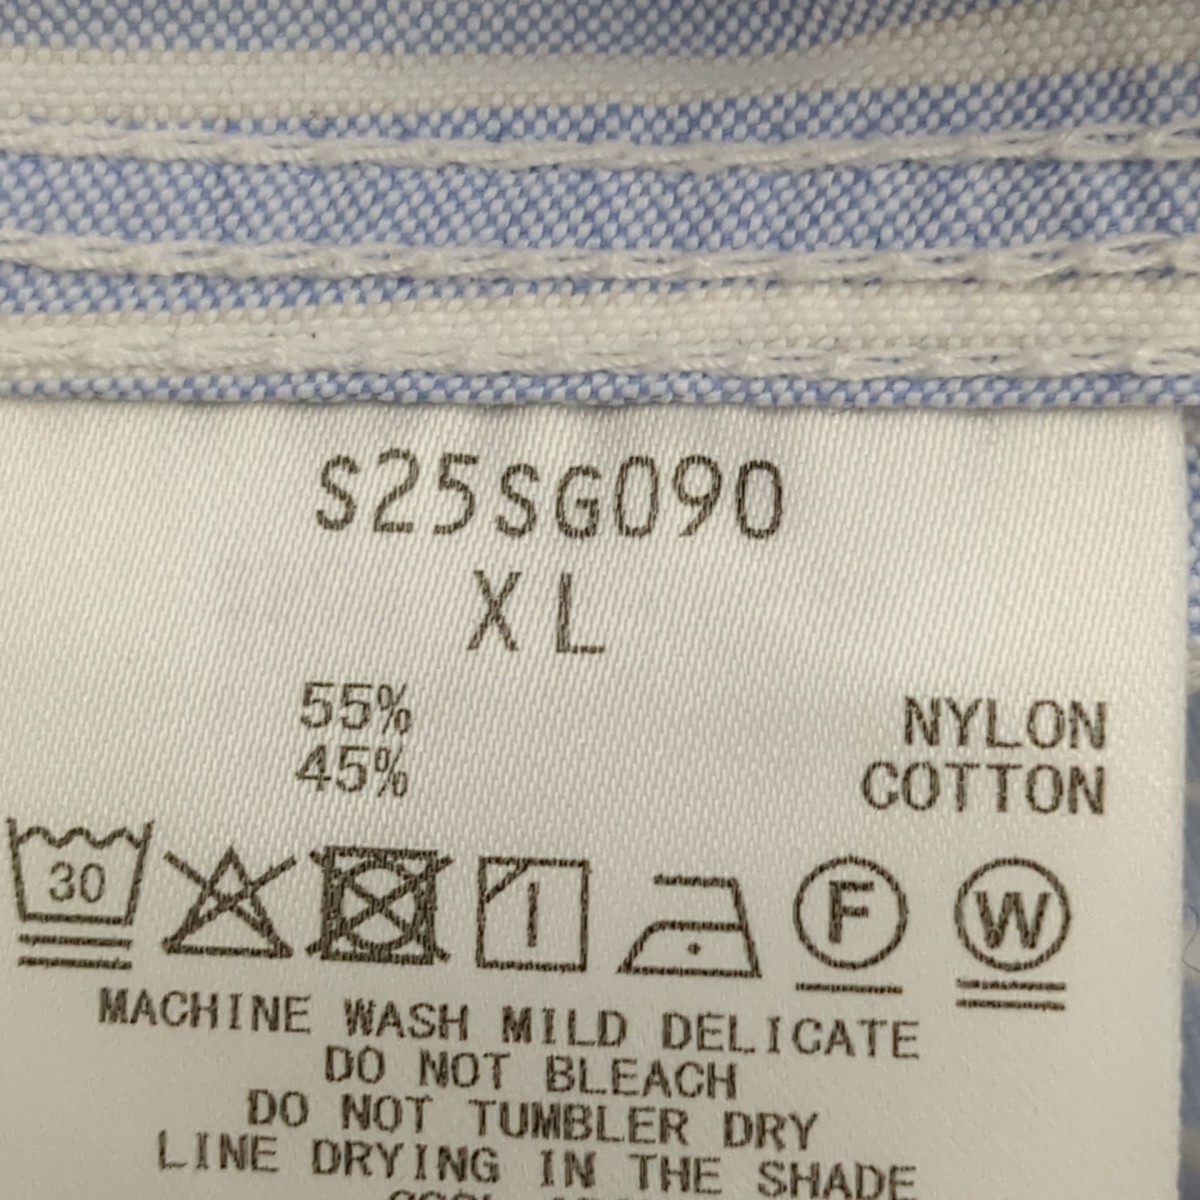 S25SG090
XL
55% NYLON
45% COTTON
30 F W
MACHINE WASH MILD DELICATE
DO NOT BLEACH
DO NOT TUMBLER DRY
LINE DRYING IN THE SHADE